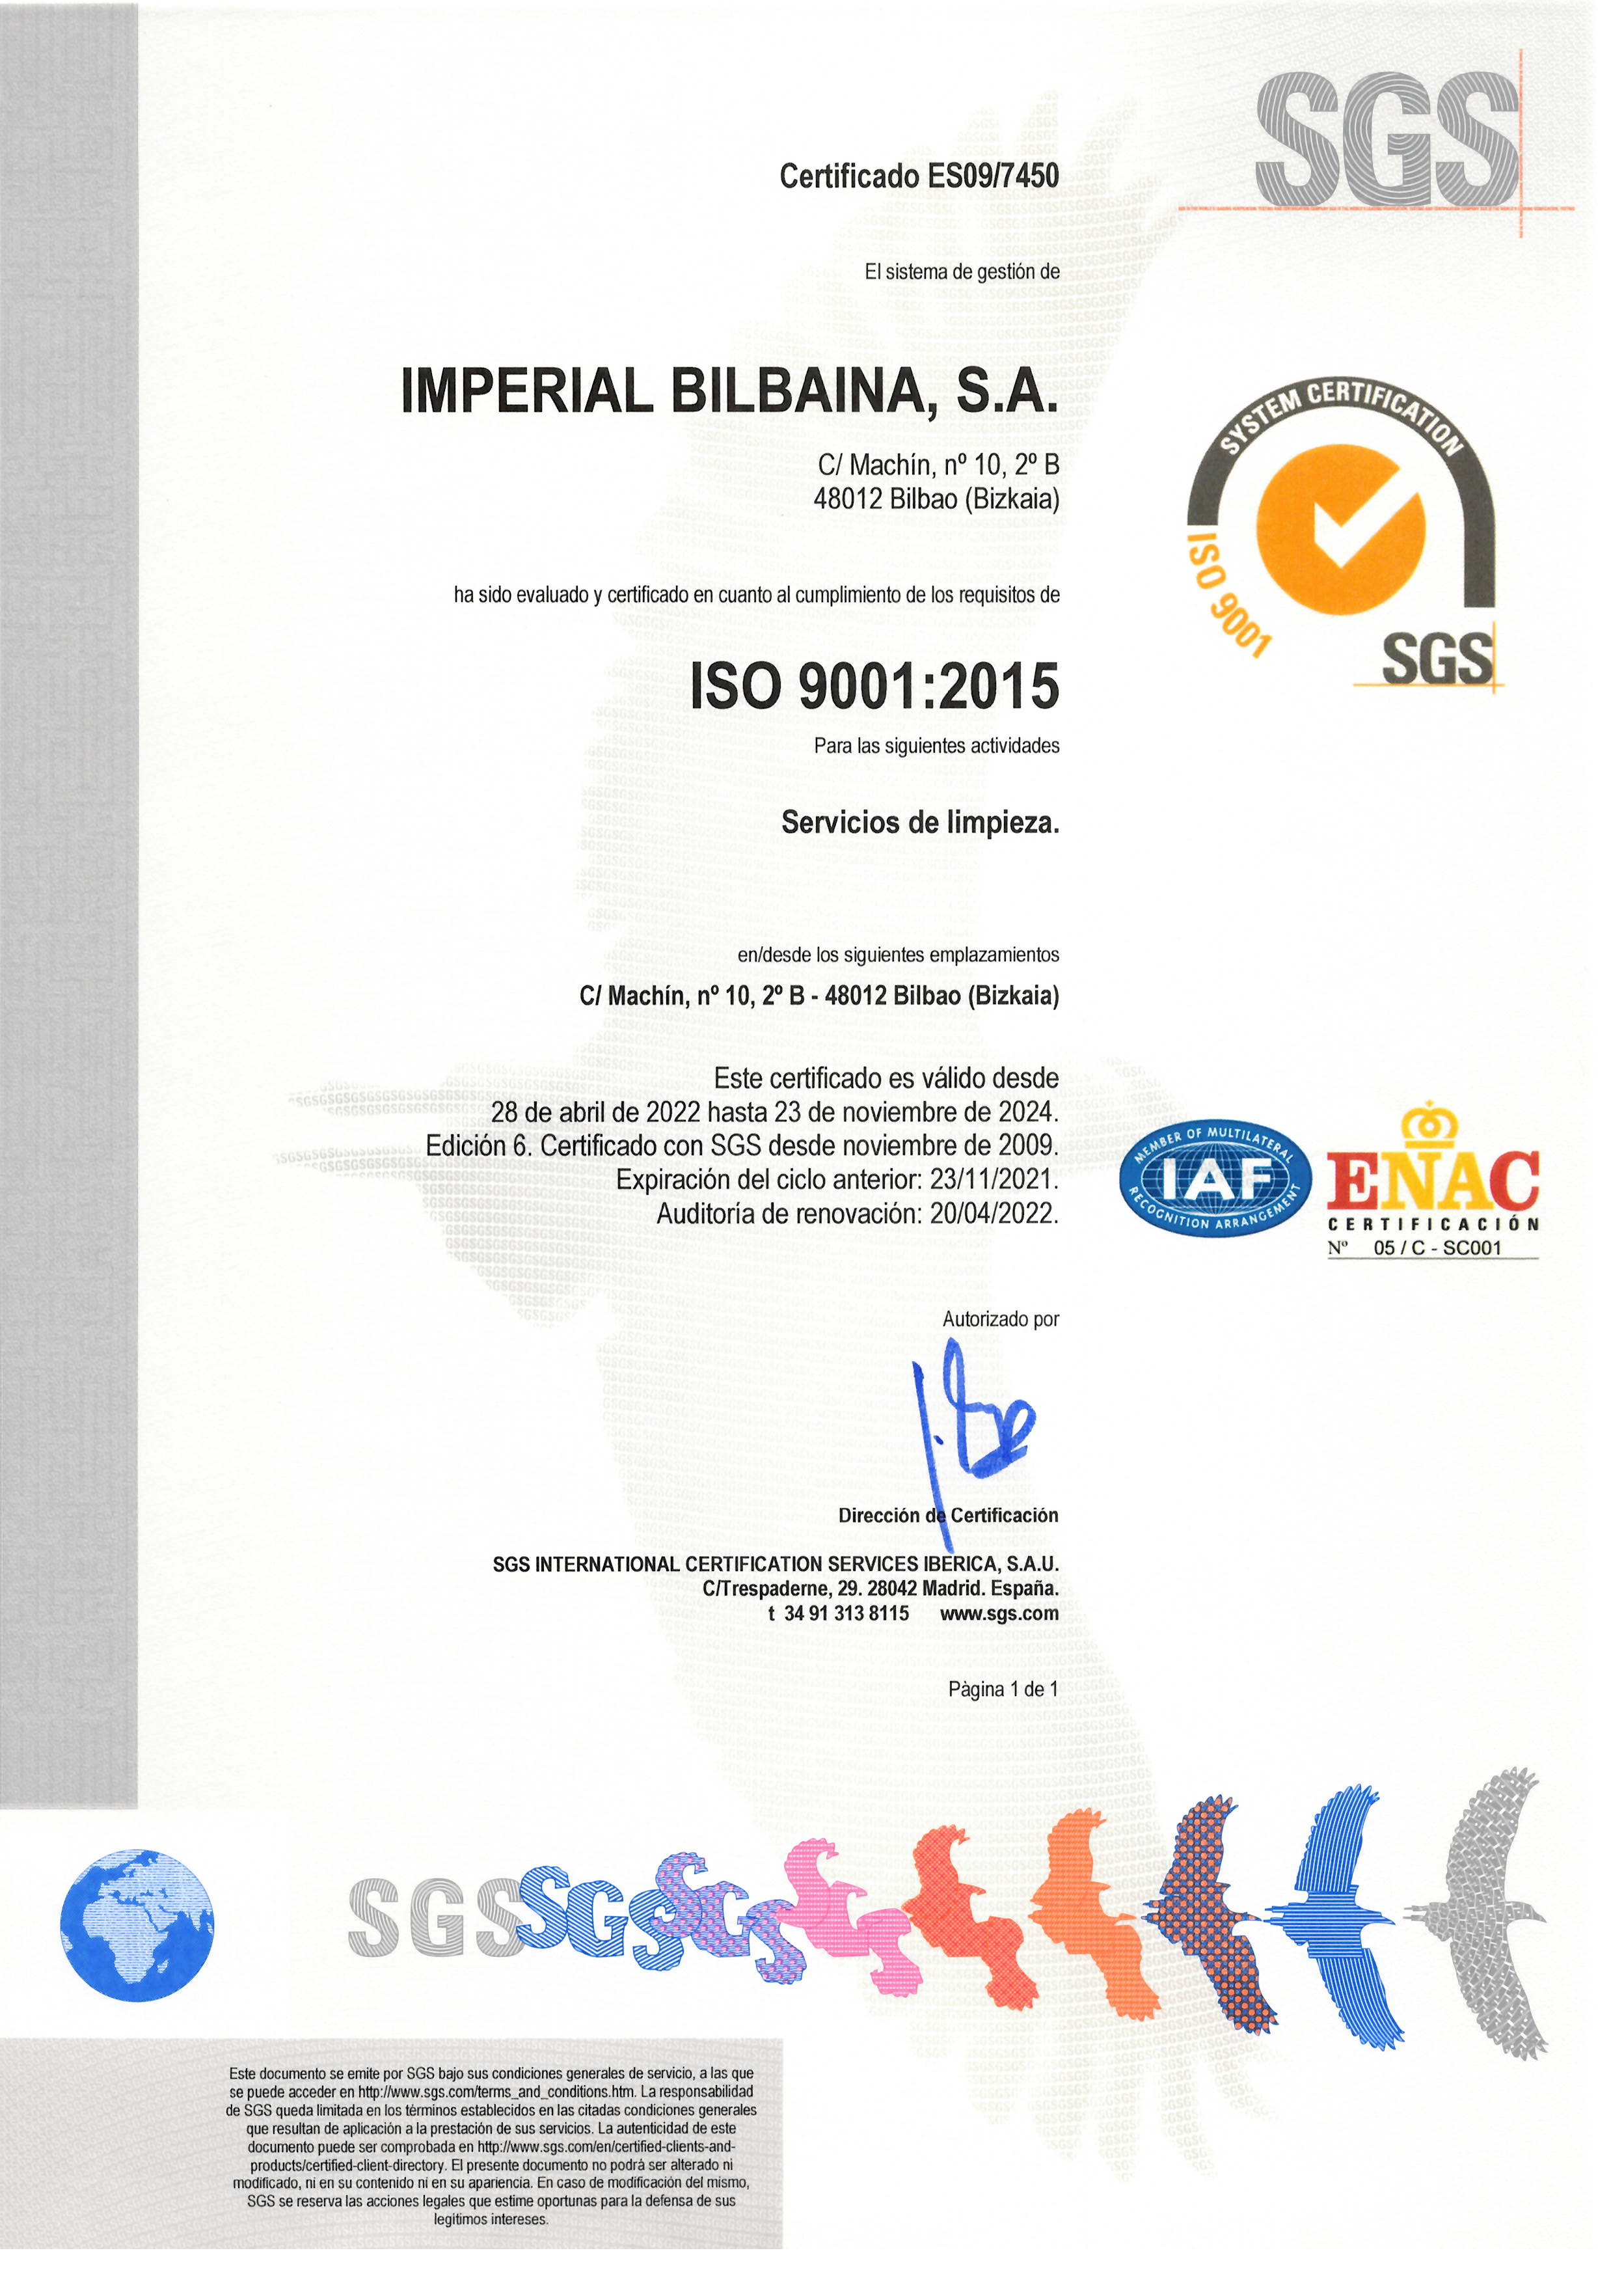 SGS
Certificado ES09/7450
El sistema de gestión de
IMPERIAL BILBAINA, S.A.
C/ Machín, nº 10, 2º B
48012 Bilbao (Bizkaia)
SYSTEM CERTIFICATION
ISO 9001
SGS
ha sido evaluado y certificado en cuanto al cumplimiento de los requisitos de
ISO 9001:2015
Para las siguientes actividades
Servicios de limpieza.
en/desde los siguientes emplazamientos
C/ Machín, nº 10, 2º B - 48012 Bilbao (Bizkaia)
Este certificado es válido desde
28 de abril de 2022 hasta 23 de noviembre de 2024.
Edición 6. Certificado con SGS desde noviembre de 2009.
Expiración del ciclo anterior: 23/11/2021.
Auditoría de renovación: 20/04/2022.
MEMBER OF MULTILATERAL
IAF
RECOGNITION ARRANGEMENT
ENAC
CERTIFICACIÓN
Nº 05 / C - SC001
Autorizado por
Dirección de Certificación
SGS INTERNATIONAL CERTIFICATION SERVICES IBERICA, S.A.U.
C/Trespaderne, 29. 28042 Madrid. España.
t 34 91 313 8115 www.sgs.com
Pàgina 1 de 1
SGS SGS SGS
Este documento se emite por SGS bajo sus condiciones generales de servicio, a las que
se puede acceder en http://www.sgs.com/terms_and_conditions.htm. La responsabilidad
de SGS queda limitada en los términos establecidos en las citadas condiciones generales
que resultan de aplicación a la prestación de sus servicios. La autenticidad de este
documento puede ser comprobada en http://www.sgs.com/en/certified-clients-and-
products/certified-client-directory. El presente documento no podrá ser alterado ni
modificado, ni en su contenido ni en su apariencia. En caso de modificación del mismo,
SGS se reserva las acciones legales que estime oportunas para la defensa de sus
legítimos intereses.